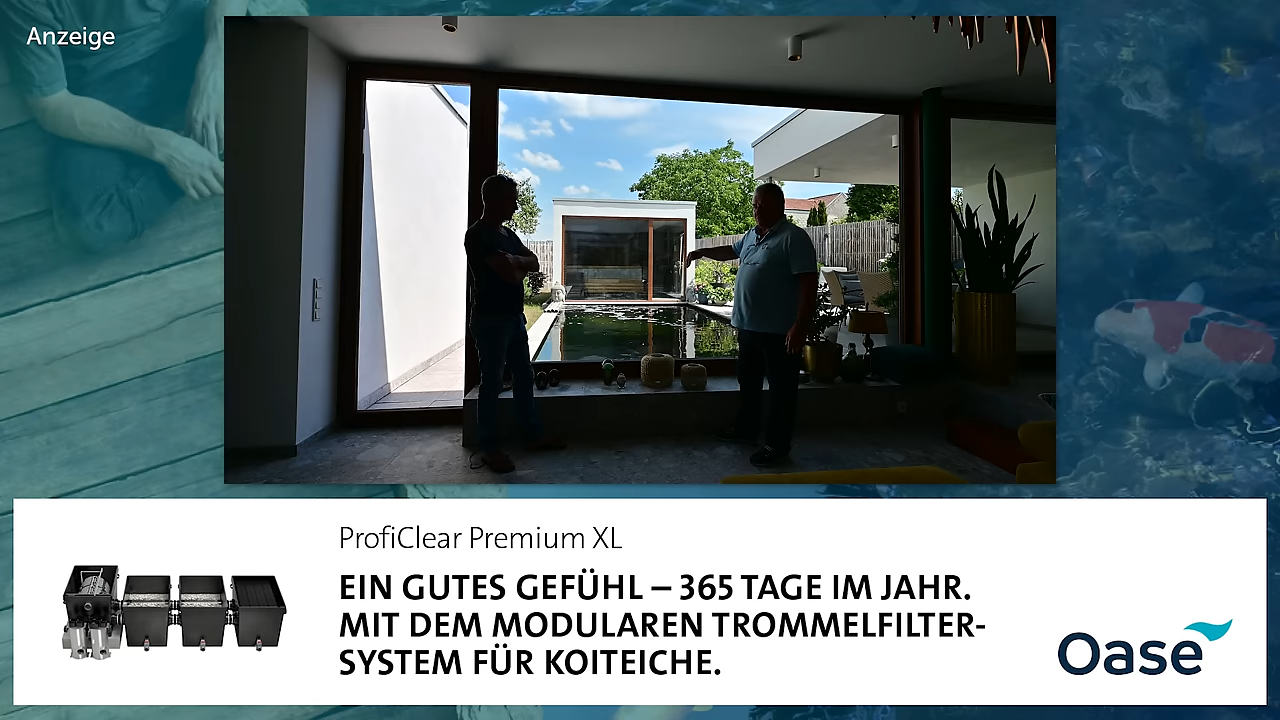 Anzeige
ProfiClear Premium XL
EIN GUTES GEFÜHL – 365 TAGE IM JAHR.
MIT DEM MODULAREN TROMMELFILTER-
SYSTEM FÜR KOITEICHE.
Oase